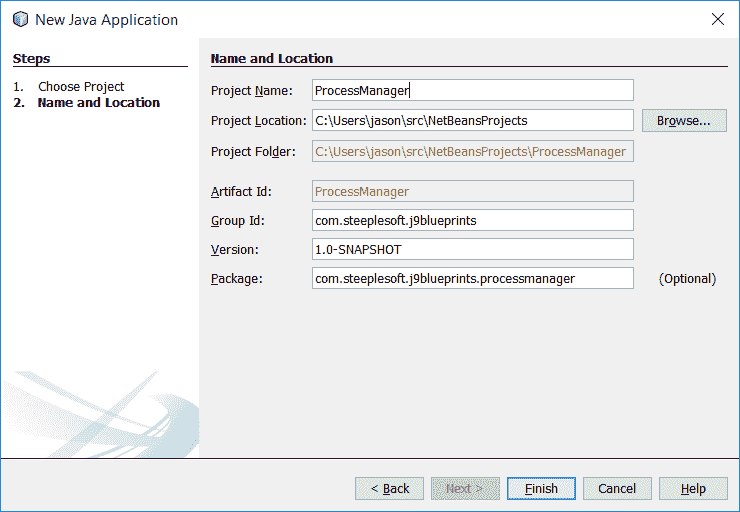 New Java Application
Steps
1. Choose Project
2. Name and Location
Name and Location
Project Name: ProcessManager
Project Location: C:\Users\jason\src\NetBeansProjects Browse...
Project Folder: C:\Users\jason\src\NetBeansProjects\ProcessManager
Artifact Id: ProcessManager
Group Id: com.steeplesoft.j9blueprints
Version: 1.0-SNAPSHOT
Package: com.steeplesoft.j9blueprints.processmanager (Optional)
< Back Next > Finish Cancel Help